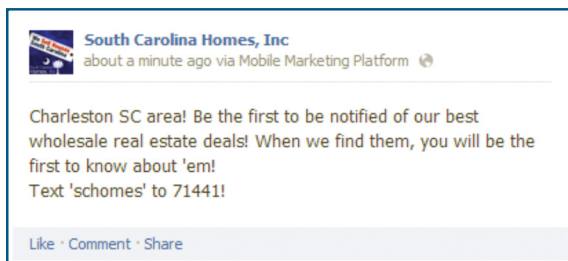 South Carolina Homes, Inc
about a minute ago via Mobile Marketing Platform
Charleston SC area! Be the first to be notified of our best
wholesale real estate deals! When we find them, you will be the
first to know about 'em!
Text 'schomes' to 71441!
Like · Comment · Share